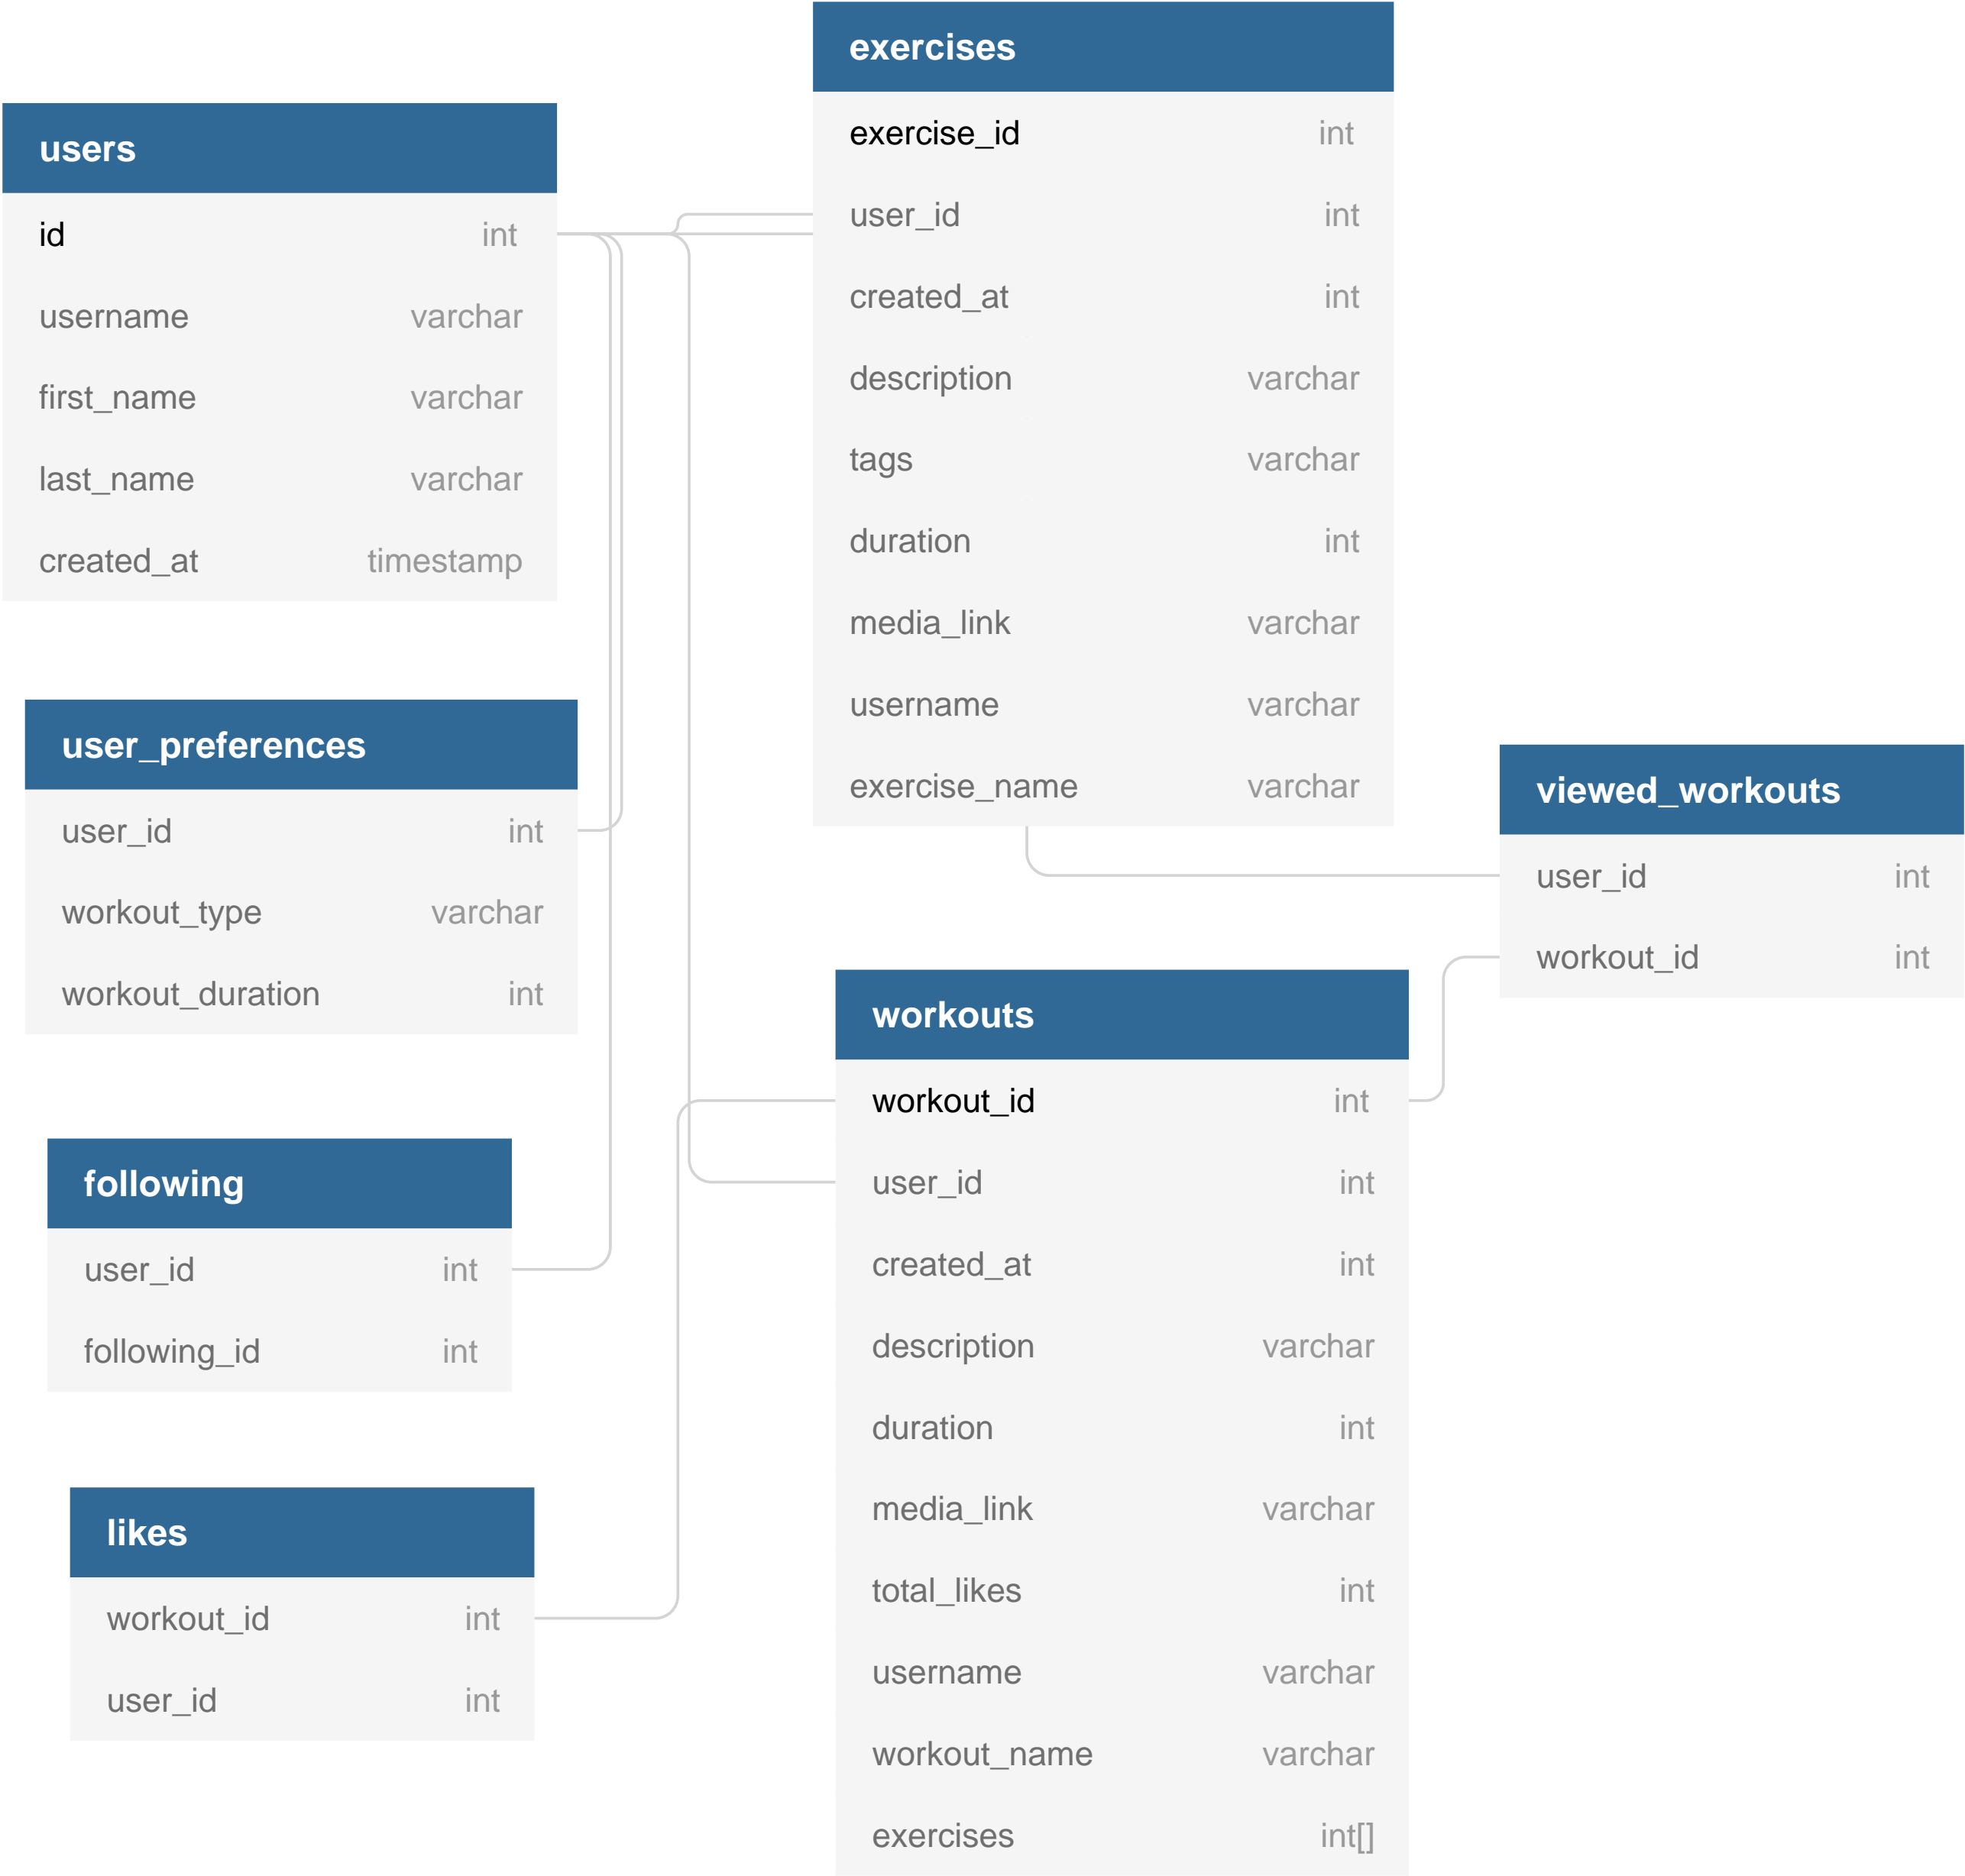 users
id int
username varchar
first_name varchar
last_name varchar
created_at timestamp
user_preferences
user_id int
workout_type varchar
workout_duration int
following
user_id int
following_id int
likes
workout_id int
user_id int
exercises
exercise_id int
user_id int
created_at int
description varchar
tags varchar
duration int
media_link varchar
username varchar
exercise_name varchar
workouts
workout_id int
user_id int
created_at int
description varchar
duration int
media_link varchar
total_likes int
username varchar
workout_name varchar
exercises int[]
viewed_workouts
user_id int
workout_id int